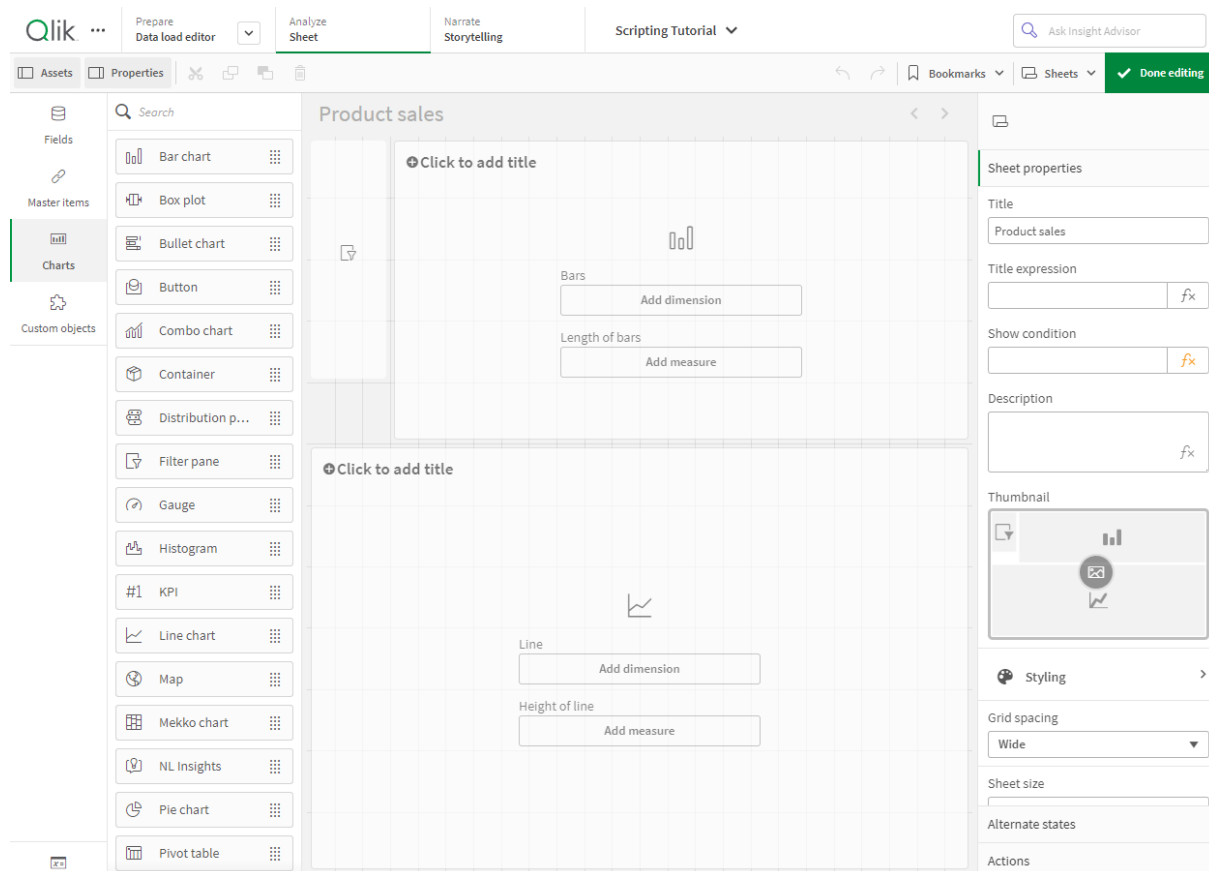 Qlik
Prepare
Data load editor
Analyze
Sheet
Narrate
Storytelling
Scripting Tutorial
Ask Insight Advisor
Assets
Properties
Bookmarks
Sheets
Done editing
Fields
Master items
Charts
Custom objects
Search
Bar chart
Box plot
Bullet chart
Button
Combo chart
Container
Distribution p...
Filter pane
Gauge
Histogram
#1 KPI
Line chart
Map
Mekko chart
NL Insights
Pie chart
Pivot table
Product sales
Click to add title
Bars
Add dimension
Length of bars
Add measure
Click to add title
Line
Add dimension
Height of line
Add measure
Sheet properties
Title
Product sales
Title expression
fx
Show condition
fx
Description
fx
Thumbnail
Styling
Grid spacing
Wide
Sheet size
Alternate states
Actions